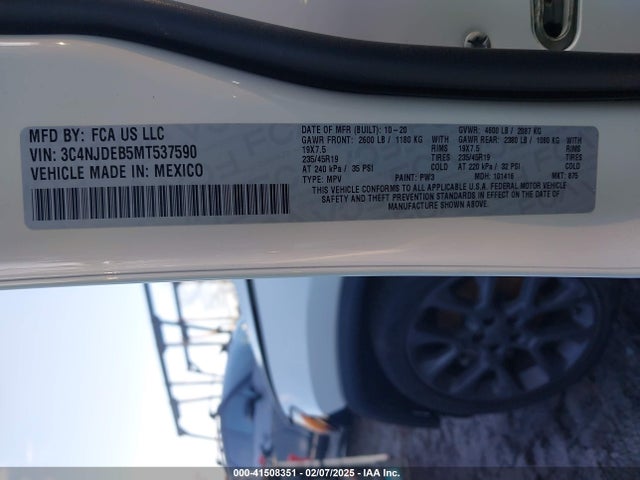 MFD BY: FCA US LLC
VIN: 3C4NJDEB5MT537590
VEHICLE MADE IN: MEXICO
DATE OF MFR (BUILT): 10-20 GVWR: 4600 LB / 2087 KG
GAWR FRONT: 2600 LB / 1180 KG WITH GAWR REAR: 2380 LB / 1080 KG WITH
19X7.5 RIMS 19X7.5 RIMS
235/45R19 TIRES 235/45R19 TIRES
AT 240 kPa / 35 PSI COLD AT 220 kPa / 32 PSI COLD
TYPE: MPV PAINT: PW3 MDH: 101416 MKT: 875
THIS VEHICLE CONFORMS TO ALL APPLICABLE U.S.A. FEDERAL MOTOR VEHICLE
SAFETY AND THEFT PREVENTION STANDARDS IN EFFECT ON THE DATE OF
MANUFACTURE SHOWN ABOVE.
000-41508351 | 02/07/2025 | IAA Inc.